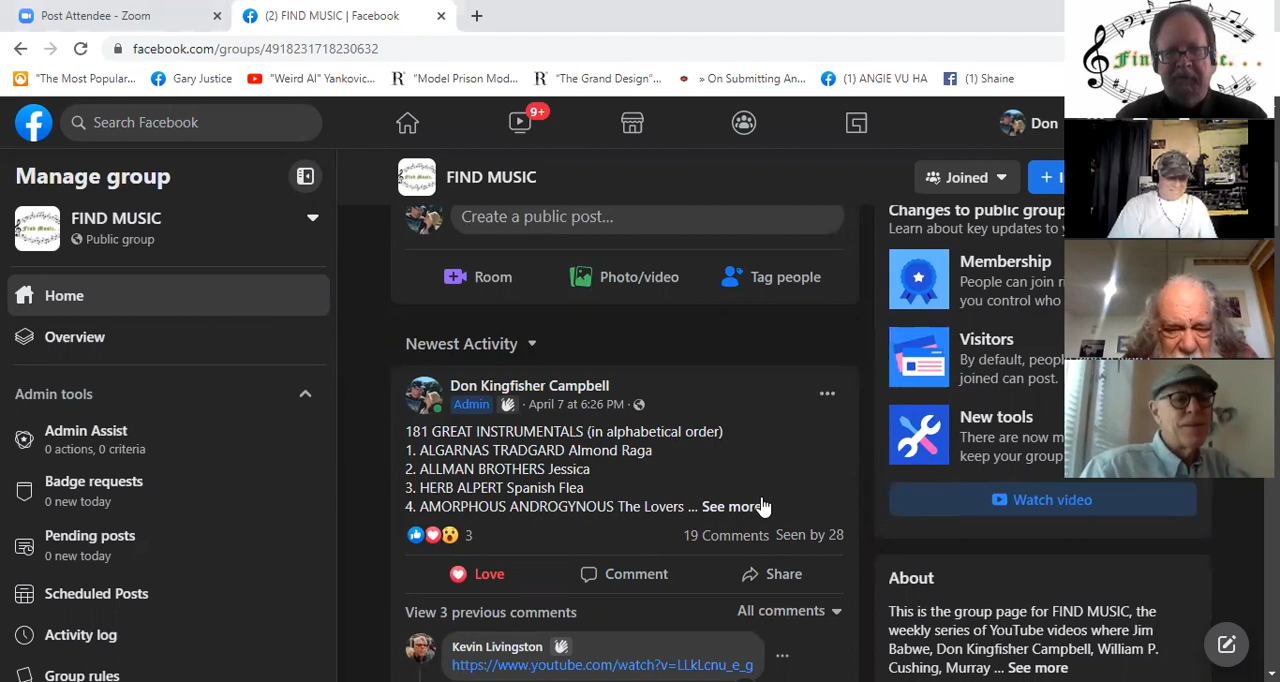 Post Attendee - Zoom
(2) FIND MUSIC | Facebook
facebook.com/groups/4918231718230632
"The Most Popular...
Gary Justice
"Weird Al" Yankovic...
"Model Prison Mod...
"The Grand Design"...
» On Submitting An...
(1) ANGIE VU HA
(1) Shaine
Search Facebook
9+
Don
Manage group
FIND MUSIC
Public group
Home
Overview
Admin tools
Admin Assist
0 actions, 0 criteria
Badge requests
0 new today
Pending posts
0 new today
Scheduled Posts
Activity log
Group rules
FIND MUSIC
Joined
+
Create a public post...
Room
Photo/video
Tag people
Newest Activity
Don Kingfisher Campbell
Admin · April 7 at 6:26 PM ·
181 GREAT INSTRUMENTALS (in alphabetical order)
1. ALGARNAS TRADGARD Almond Raga
2. ALLMAN BROTHERS Jessica
3. HERB ALPERT Spanish Flea
4. AMORPHOUS ANDROGYNOUS The Lovers ... See more
3
19 Comments Seen by 28
Love
Comment
Share
View 3 previous comments
All comments
Kevin Livingston
https://www.youtube.com/watch?v=LLkLcnu_e_g
Changes to public group
Learn about key updates to
Membership
People can join
you control who
Visitors
By default, peop
joined can post.
New tools
There are now m
keep your group
Watch video
About
This is the group page for FIND MUSIC, the
weekly series of YouTube videos where Jim
Babwe, Don Kingfisher Campbell, William P.
Cushing, Murray ... See more